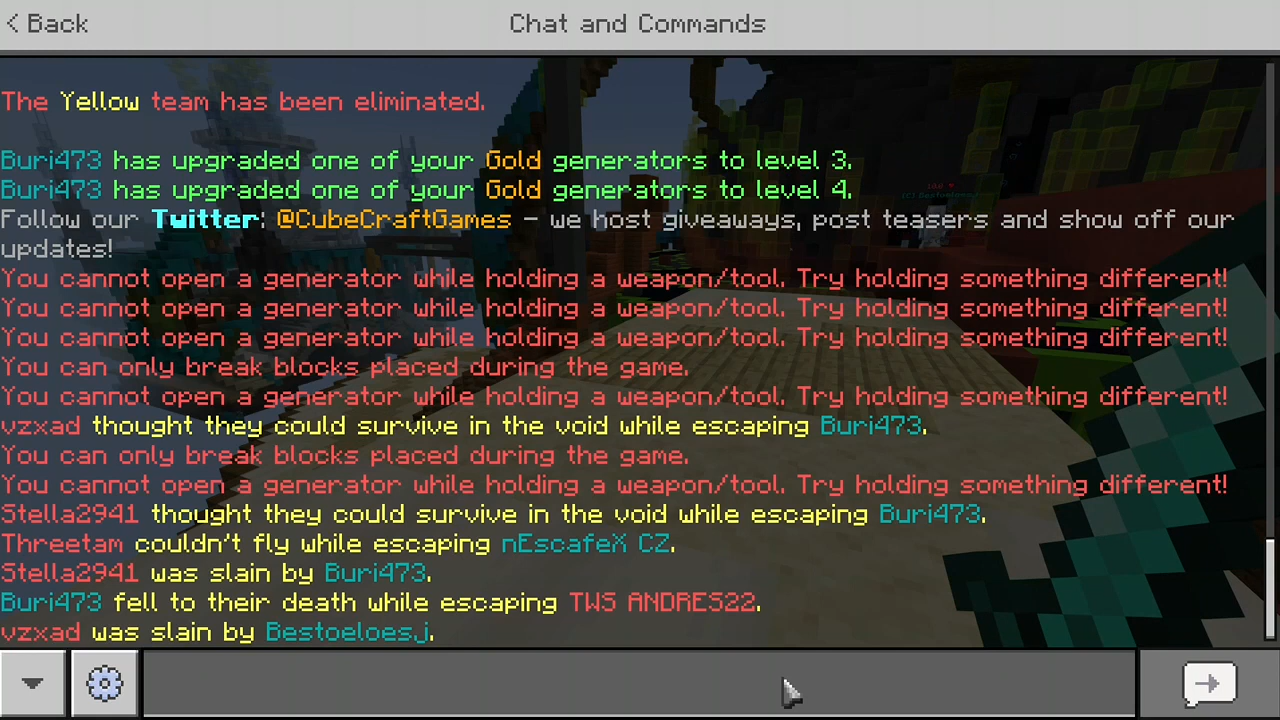 Back
Chat and Commands
The Yellow team has been eliminated.
Buri473 has upgraded one of your Gold generators to level 3.
Buri473 has upgraded one of your Gold generators to level 4.
Follow our Twitter: @CubeCraftGames - we host giveaways, post teasers and show off our
updates!
You cannot open a generator while holding a weapon/tool. Try holding something different!
You cannot open a generator while holding a weapon/tool. Try holding something different!
You cannot open a generator while holding a weapon/tool. Try holding something different!
You can only break blocks placed during the game.
You cannot open a generator while holding a weapon/tool. Try holding something different!
vzxad thought they could survive in the void while escaping Buri473.
You can only break blocks placed during the game.
You cannot open a generator while holding a weapon/tool. Try holding something different!
Stella2941 thought they could survive in the void while escaping Buri473.
Threetam couldn't fly while escaping nEscafeX CZ.
Stella2941 was slain by Buri473.
Buri473 fell to their death while escaping TWS ANDRES22.
vzxad was slain by Bestoeloesj.